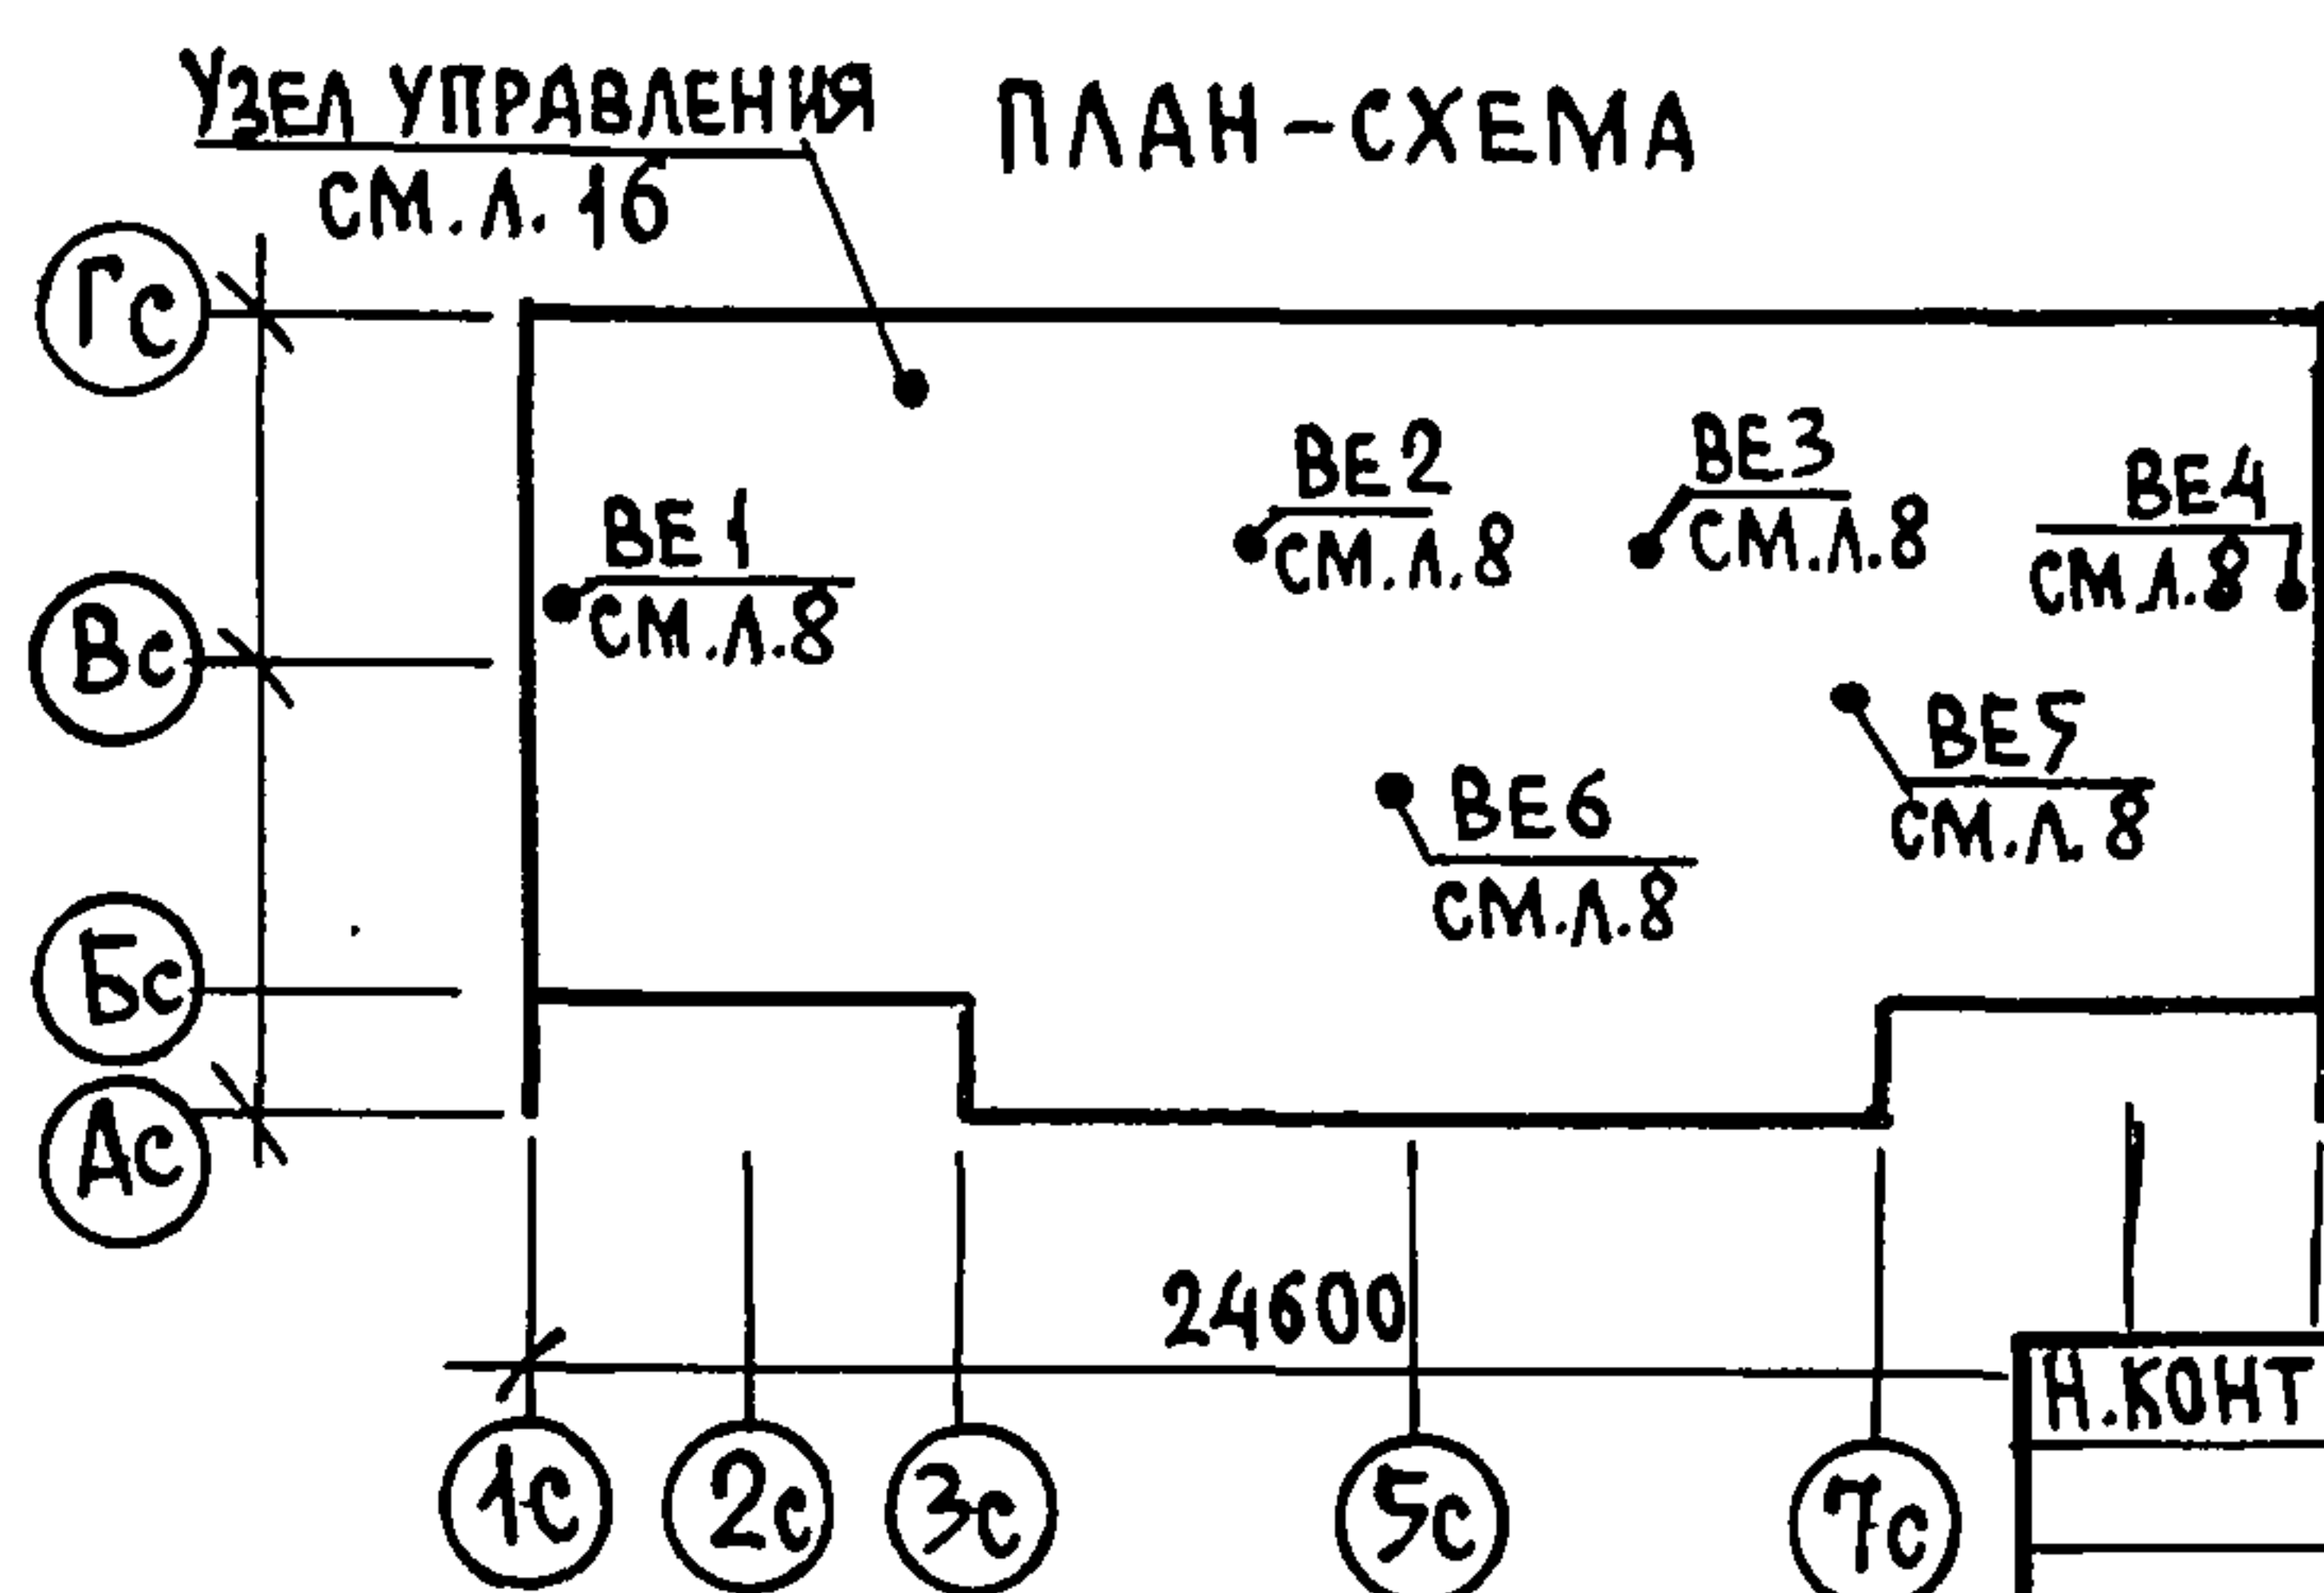 УЗЕЛ УПРАВЛЕНИЯ
СМ.Л.16
ПЛАН-СХЕМА
Гс
ВЕ1
СМ.Л.8
ВЕ2
СМ.Л.8
ВЕ3
СМ.Л.8
ВЕ4
СМ Л.8
Вс
ВЕ5
СМ.Л.8
ВЕ6
СМ.Л.8
Бс
Ас
24600
Н.КОНТ
1с
2с
3с
5с
7с